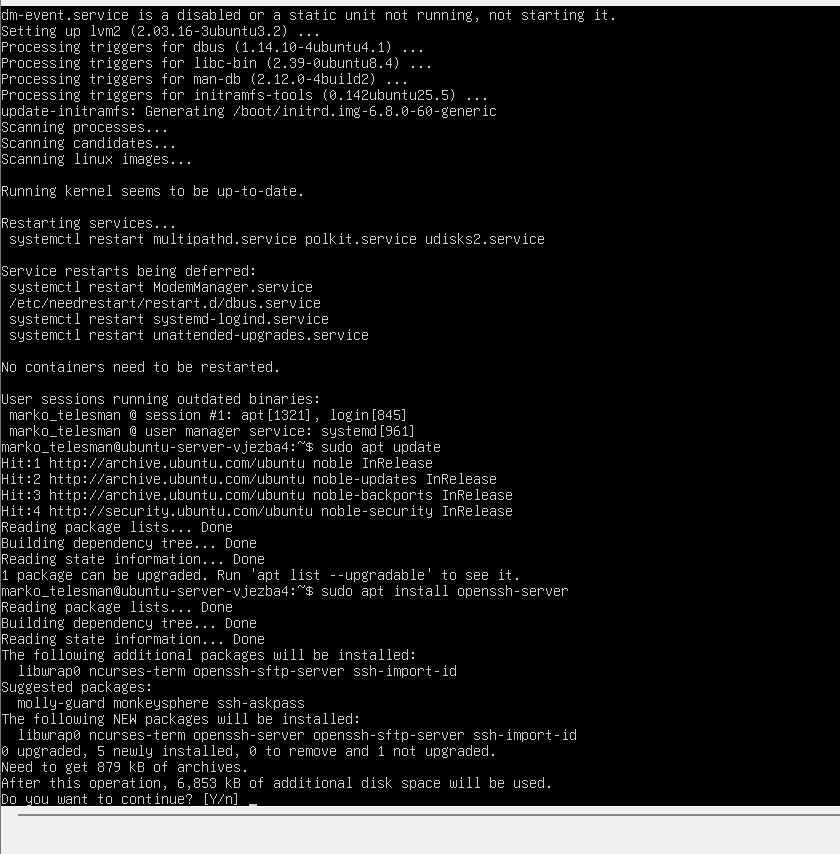 dm-event.service is a disabled or a static unit not running, not starting it.
Setting up lvm2 (2.03.16-3ubuntu3.2) ...
Processing triggers for dbus (1.14.10-4ubuntu4.1) ...
Processing triggers for libc-bin (2.39-0ubuntu8.4) ...
Processing triggers for man-db (2.12.0-4build2) ...
Processing triggers for initramfs-tools (0.142ubuntu25.5) ...
update-initramfs: Generating /boot/initrd.img-6.8.0-60-generic
Scanning processes...
Scanning candidates...
Scanning linux images...
Running kernel seems to be up-to-date.
Restarting services...
 systemctl restart multipathd.service polkit.service udisks2.service
Service restarts being deferred:
 systemctl restart ModemManager.service
 /etc/needrestart/restart.d/dbus.service
 systemctl restart systemd-logind.service
 systemctl restart unattended-upgrades.service
No containers need to be restarted.
User sessions running outdated binaries:
 marko_telesman @ session #1: apt[1321], login[845]
 marko_telesman @ user manager service: systemd[961]
marko_telesman@ubuntu-server-vjezba4:~$ sudo apt update
Hit:1 http://archive.ubuntu.com/ubuntu noble InRelease
Hit:2 http://archive.ubuntu.com/ubuntu noble-updates InRelease
Hit:3 http://archive.ubuntu.com/ubuntu noble-backports InRelease
Hit:4 http://security.ubuntu.com/ubuntu noble-security InRelease
Reading package lists... Done
Building dependency tree... Done
Reading state information... Done
1 package can be upgraded. Run 'apt list --upgradable' to see it.
marko_telesman@ubuntu-server-vjezba4:~$ sudo apt install openssh-server
Reading package lists... Done
Building dependency tree... Done
Reading state information... Done
The following additional packages will be installed:
  libwrap0 ncurses-term openssh-sftp-server ssh-import-id
Suggested packages:
  molly-guard monkeysphere ssh-askpass
The following NEW packages will be installed:
  libwrap0 ncurses-term openssh-server openssh-sftp-server ssh-import-id
0 upgraded, 5 newly installed, 0 to remove and 1 not upgraded.
Need to get 879 kB of archives.
After this operation, 6,853 kB of additional disk space will be used.
Do you want to continue? [Y/n] _